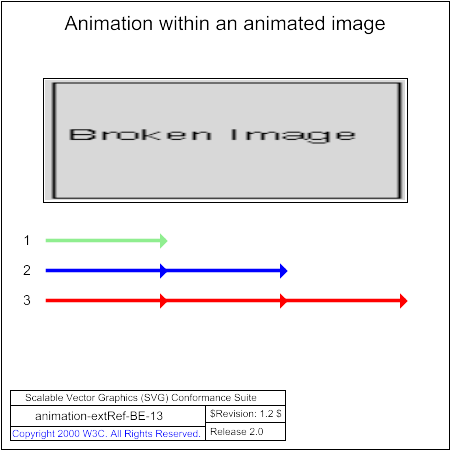 Animation within an animated image
Broken Image
1
2
3
Scalable Vector Graphics (SVG) Conformance Suite
animation-extRef-BE-13
$Revision: 1.2 $
Copyright 2000 W3C. All Rights Reserved.
Release 2.0